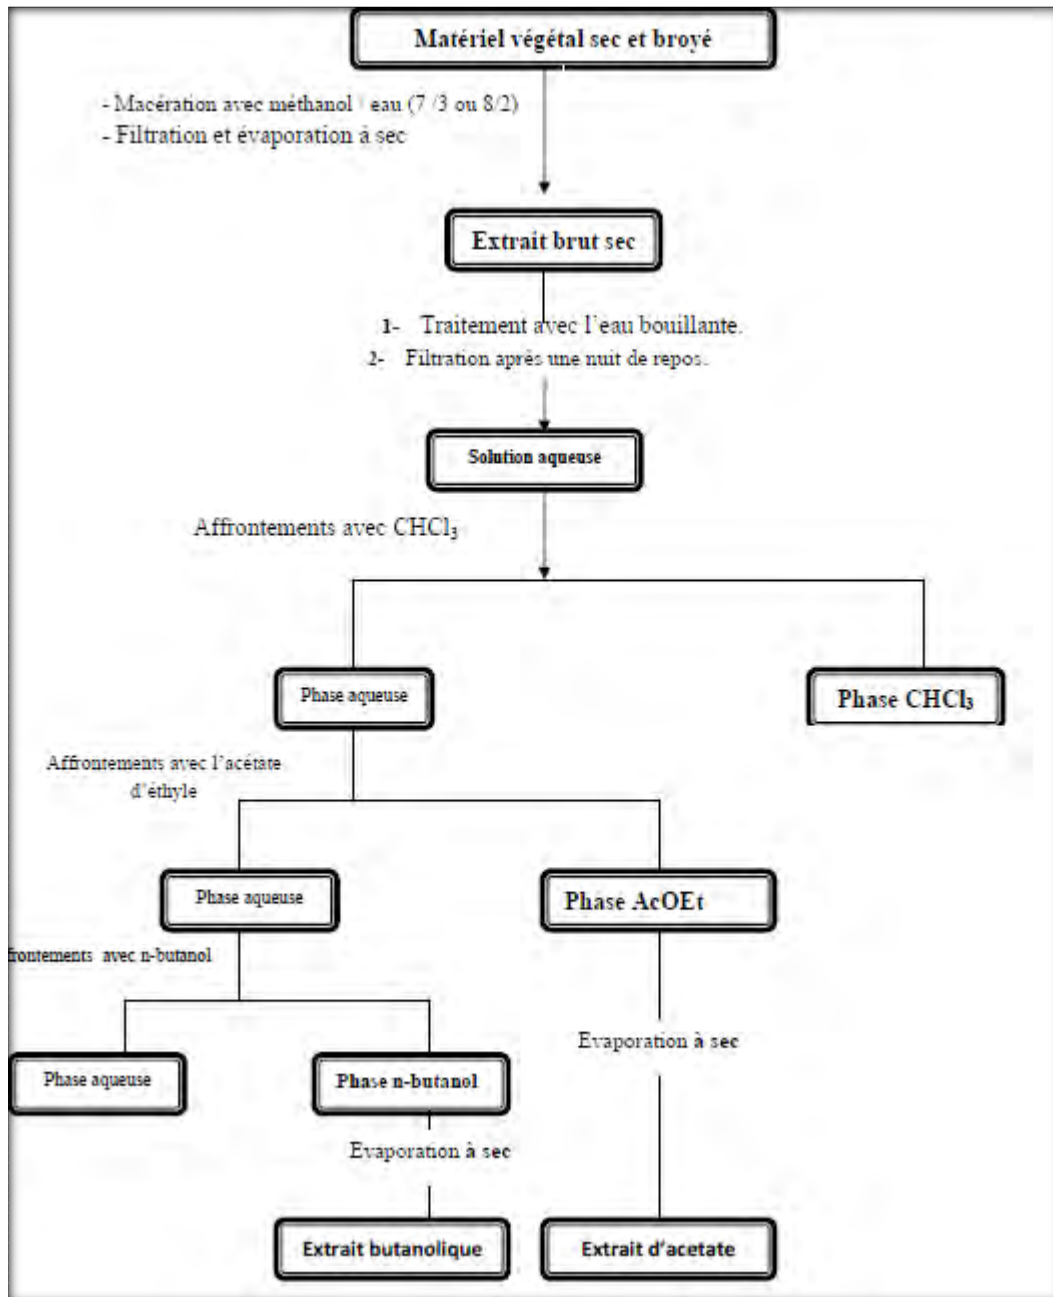 Matériel végétal sec et broyé
- Macération avec méthanol / eau (7 /3 ou 8/2)
- Filtration et évaporation à sec
Extrait brut sec
1- Traitement avec l'eau bouillante.
2- Filtration après une nuit de repos.
Solution aqueuse
Affrontements avec CHCl₃
Phase aqueuse
Phase CHCl₃
Affrontements avec l'acétate
d'éthyle
Phase aqueuse
Phase AcOEt
frontements avec n-butanol
Evaporation à sec
Phase aqueuse
Phase n-butanol
Evaporation à sec
Extrait butanolique
Extrait d'acetate